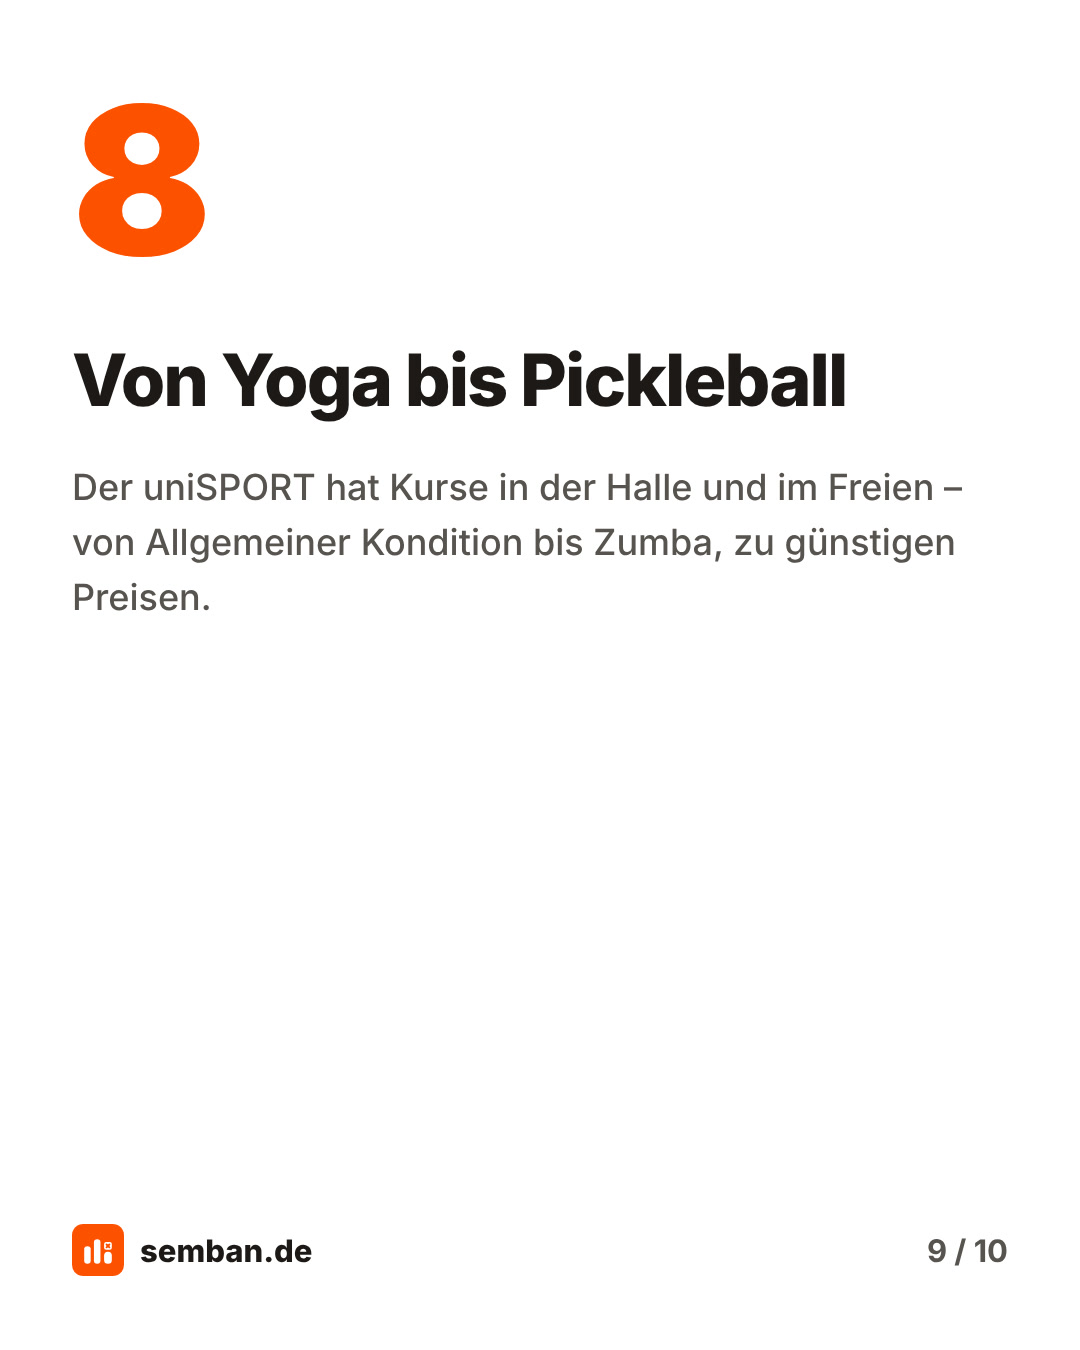 8
Von Yoga bis Pickleball
Der uniSPORT hat Kurse in der Halle und im Freien –
von Allgemeiner Kondition bis Zumba, zu günstigen
Preisen.
semban.de
9 / 10